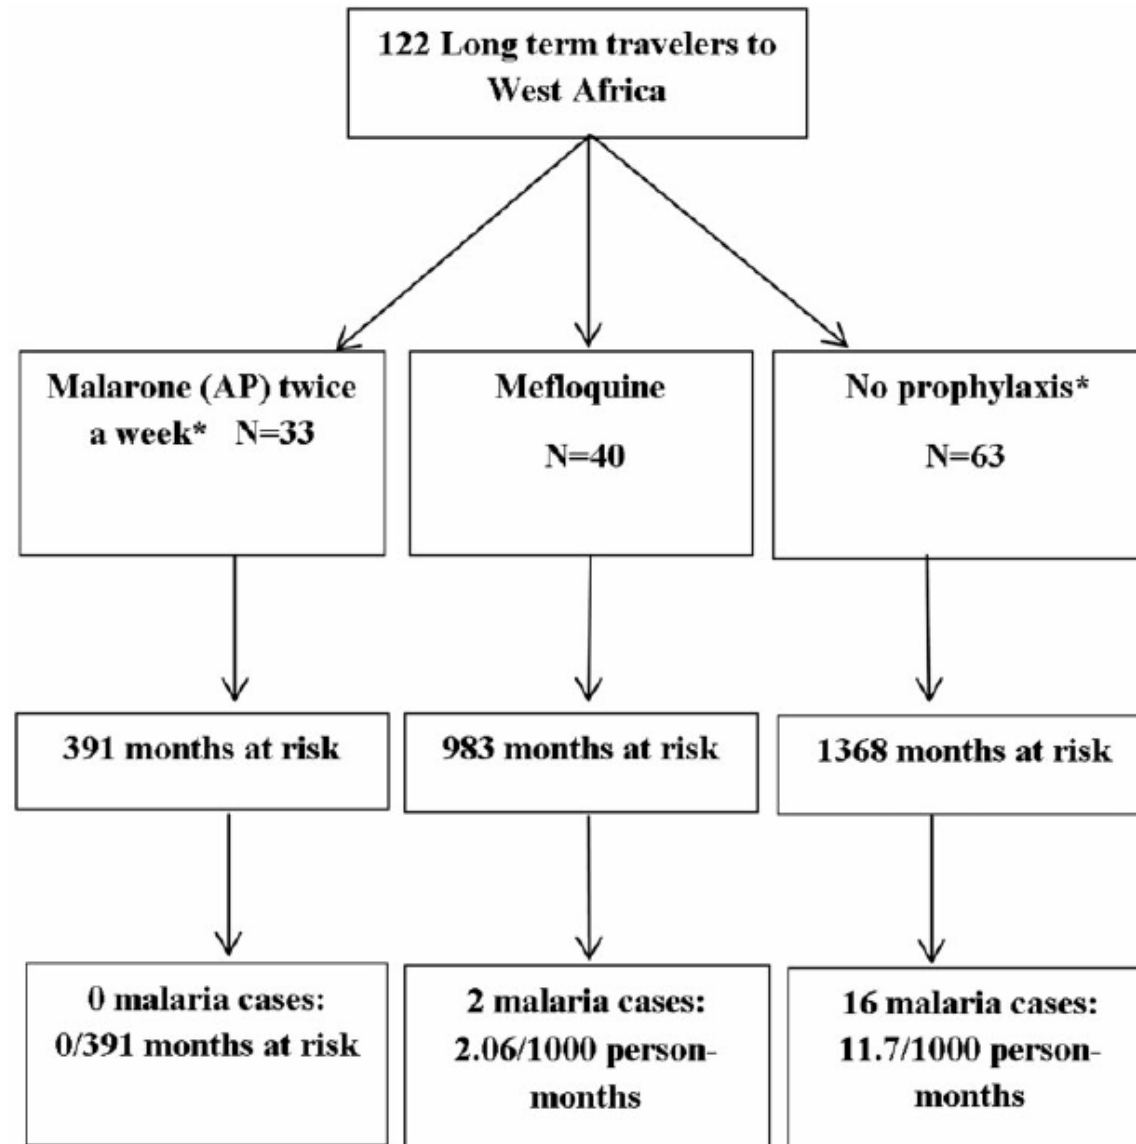 122 Long term travelers to
West Africa
Malarone (AP) twice
a week* N=33
Mefloquine
N=40
No prophylaxis*
N=63
391 months at risk
983 months at risk
1368 months at risk
0 malaria cases:
0/391 months at risk
2 malaria cases:
2.06/1000 person-
months
16 malaria cases:
11.7/1000 person-
months